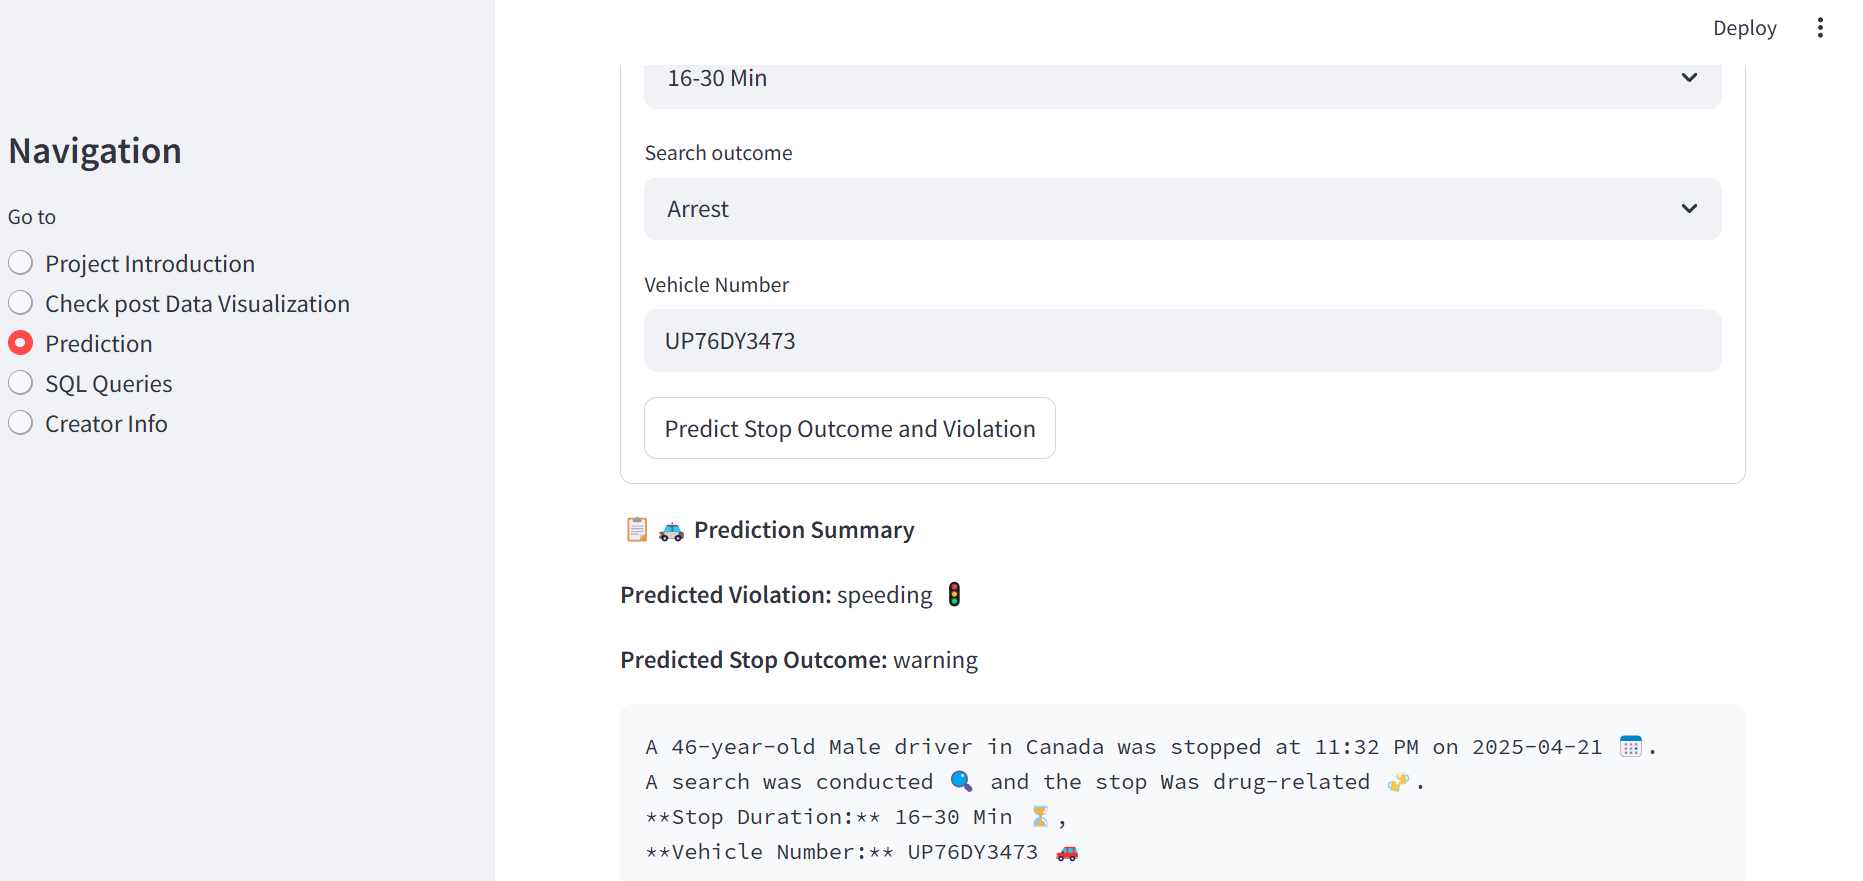 Deploy
Navigation
Go to
Project Introduction
Check post Data Visualization
Prediction
SQL Queries
Creator Info
16-30 Min
Search outcome
Arrest
Vehicle Number
UP76DY3473
Predict Stop Outcome and Violation
Prediction Summary
Predicted Violation: speeding
Predicted Stop Outcome: warning
A 46-year-old Male driver in Canada was stopped at 11:32 PM on 2025-04-21 .
A search was conducted and the stop Was drug-related .
**Stop Duration:** 16-30 Min ,
**Vehicle Number:** UP76DY3473